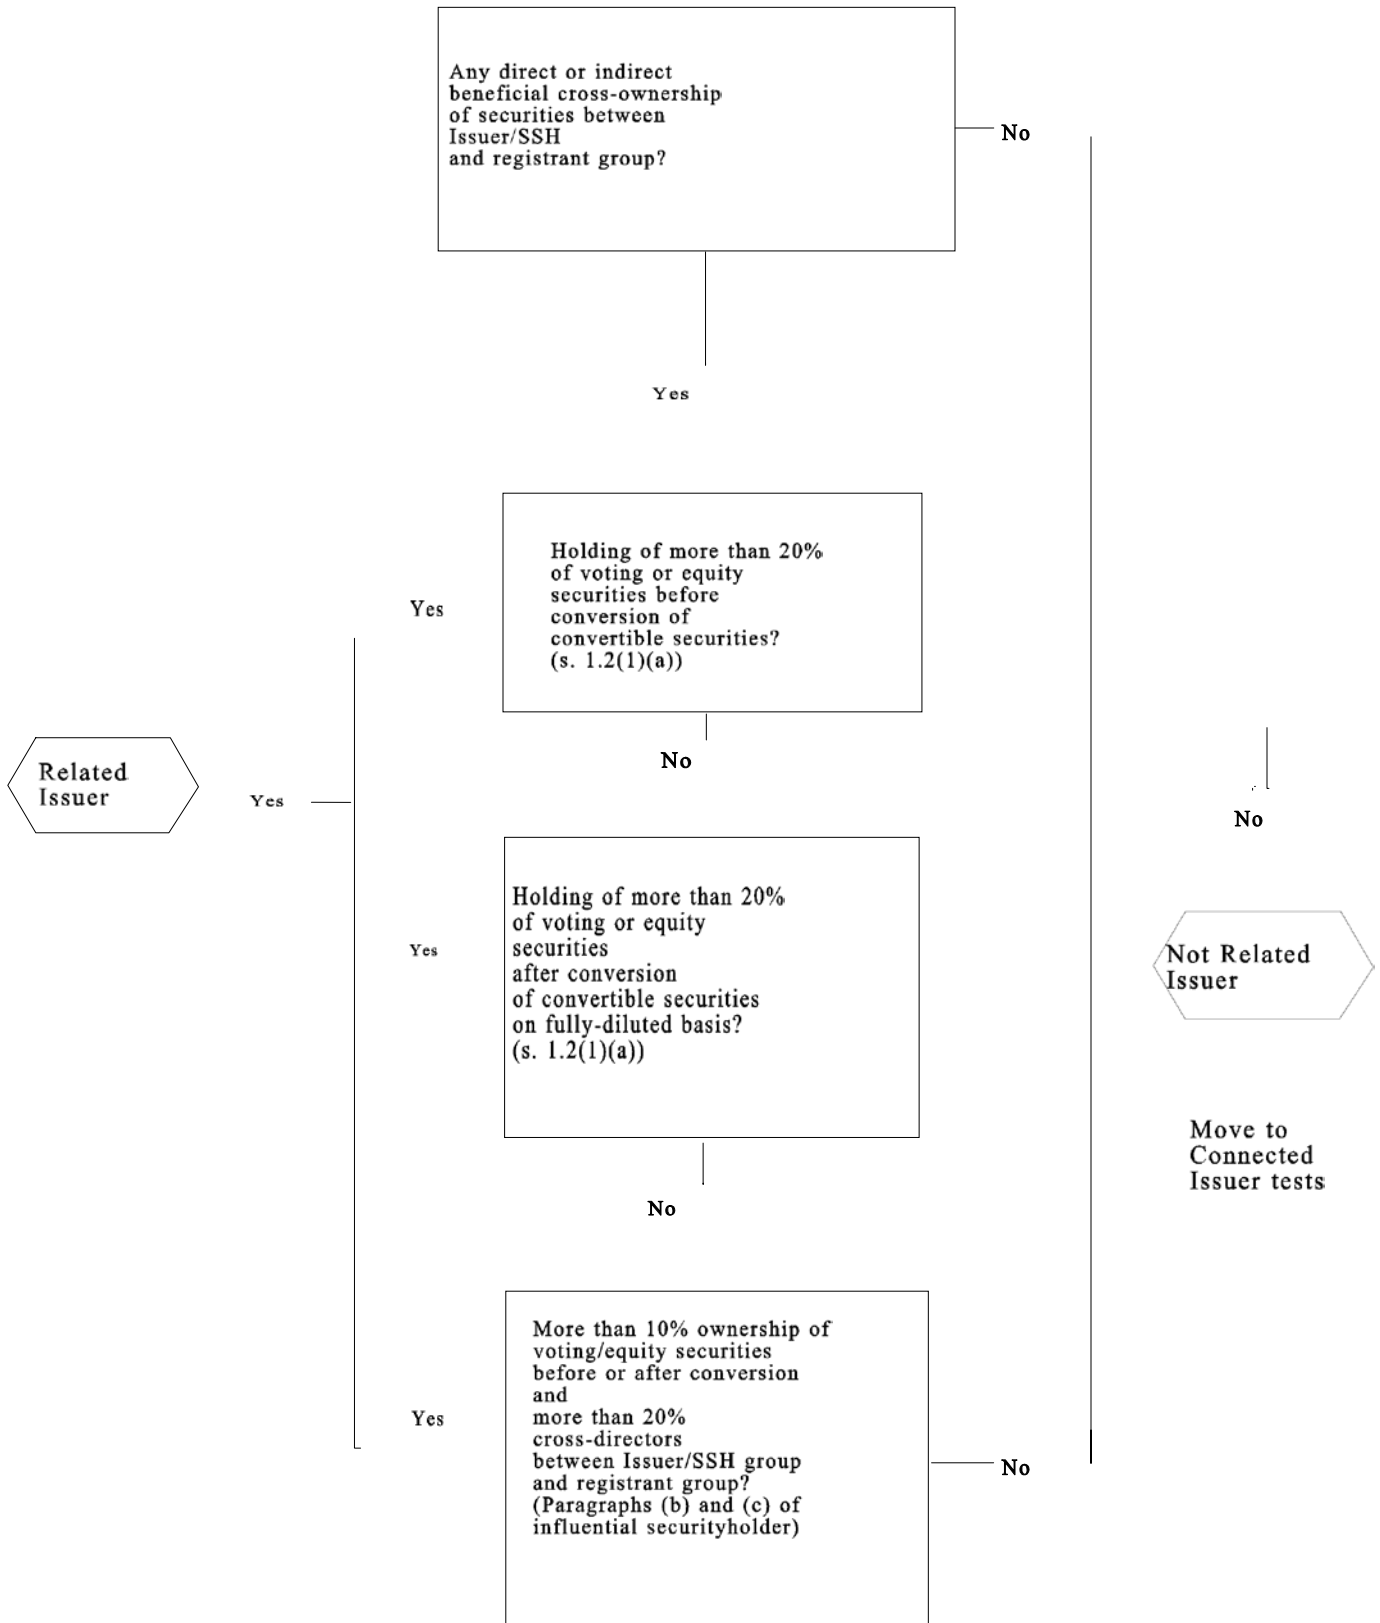 Any direct or indirect
beneficial cross-ownership
of securities between
Issuer/SSH
and registrant group?
No
Yes
Holding of more than 20%
of voting or equity
securities before
conversion of
convertible securities?
(s. 1.2(1)(a))
Yes
No
Related
Issuer
Yes
No
Holding of more than 20%
of voting or equity
securities
after conversion
of convertible securities
on fully-diluted basis?
(s. 1.2(1)(a))
Yes
Not Related
Issuer
Move to
Connected
Issuer tests
No
More than 10% ownership of
voting/equity securities
before or after conversion
and
more than 20%
cross-directors
between Issuer/SSH group
and registrant group?
(Paragraphs (b) and (c) of
influential securityholder)
Yes
No